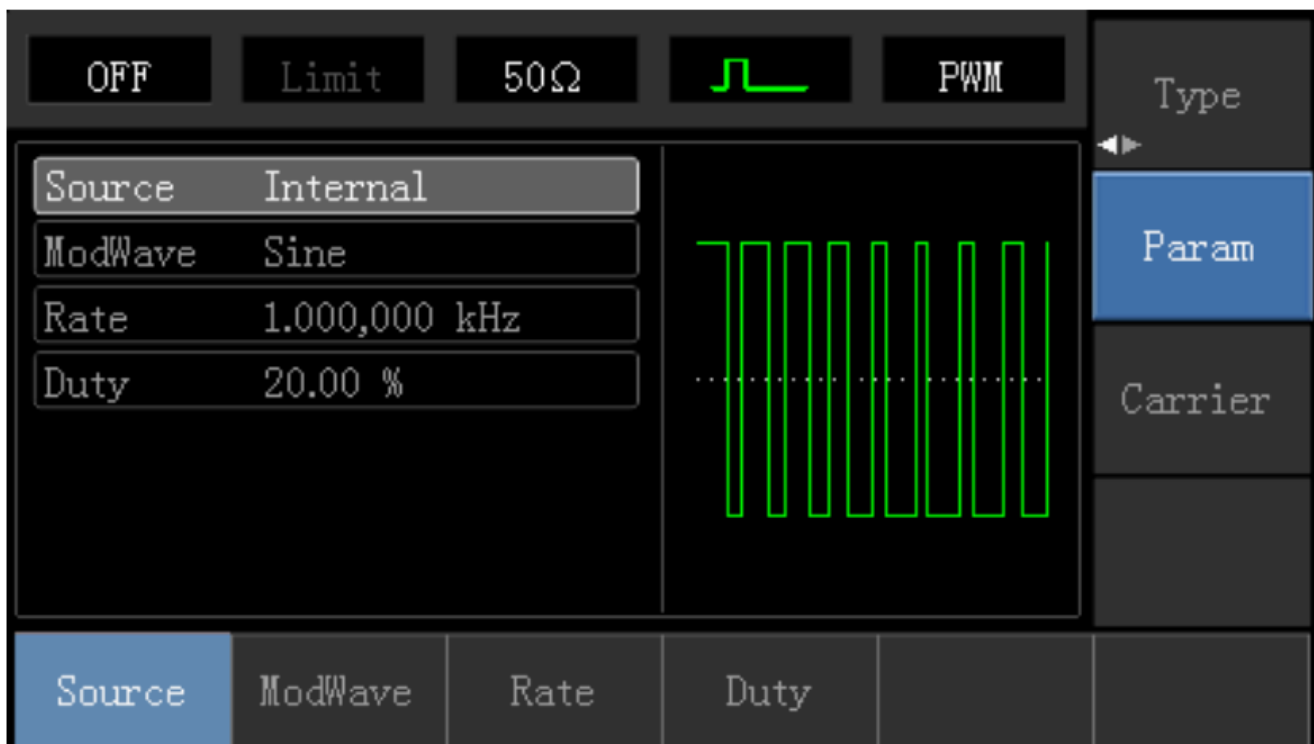 OFF Limit 50Ω PWM
Type
Source Internal
ModWave Sine
Rate 1.000,000 kHz
Duty 20.00 %
Param
Carrier
Source ModWave Rate Duty